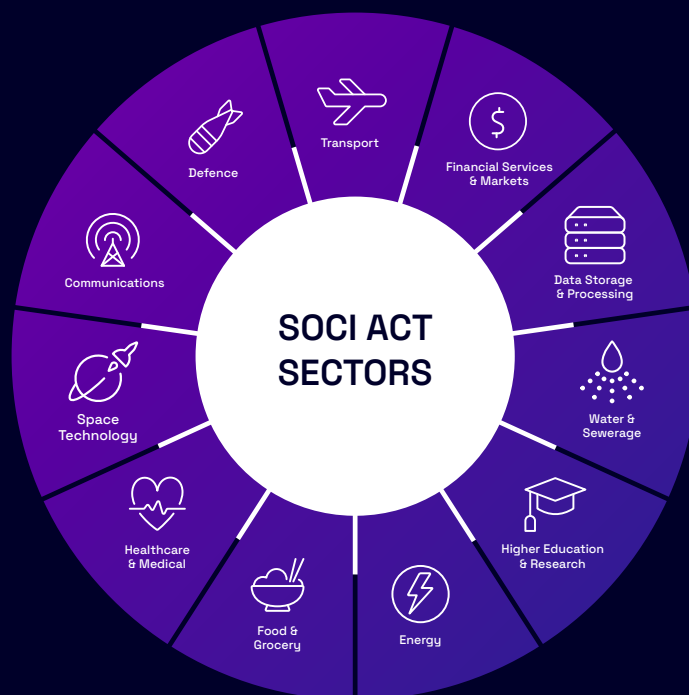 SOCI ACT
SECTORS
Transport
Financial Services
& Markets
Data Storage
& Processing
Water &
Sewerage
Higher Education
& Research
Energy
Food &
Grocery
Healthcare
& Medical
Space
Technology
Communications
Defence
$